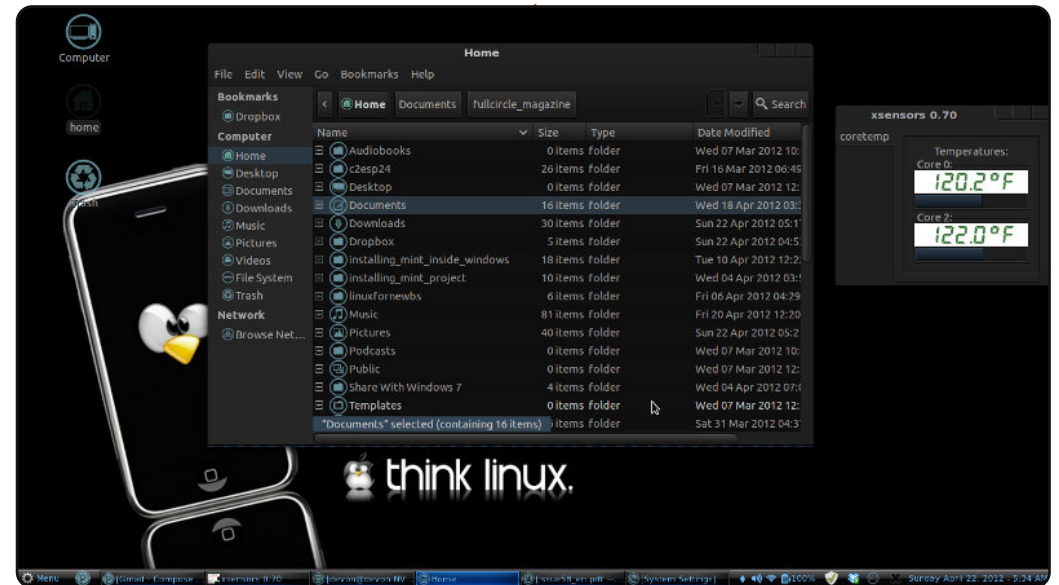 Computer
home
Trash
Home
File Edit View Go Bookmarks Help
Bookmarks
Dropbox
Computer
Home
Desktop
Documents
Downloads
Music
Pictures
Videos
File System
Trash
Network
Browse Net...
Home Documents fullcircle_magazine Search
Name Size Type Date Modified
Audiobooks 0 items folder Wed 07 Mar 2012 10:
c2esp24 26 items folder Fri 16 Mar 2012 06:49
Desktop 0 items folder Wed 07 Mar 2012 12:
Documents 16 items folder Wed 18 Apr 2012 03:
Downloads 30 items folder Sun 22 Apr 2012 05:1
Dropbox 5 items folder Sun 22 Apr 2012 04:5
installing_mint_inside_windows 18 items folder Tue 10 Apr 2012 12:2
installing_mint_project 10 items folder Wed 04 Apr 2012 03:
linuxfornewbs 6 items folder Fri 06 Apr 2012 04:29
Music 81 items folder Fri 20 Apr 2012 12:20
Pictures 40 items folder Sun 22 Apr 2012 05:2
Podcasts 0 items folder Wed 07 Mar 2012 10:
Public 0 items folder Wed 07 Mar 2012 12:
Share With Windows 7 4 items folder Wed 04 Apr 2012 07:
Templates 0 items folder Wed 07 Mar 2012 12:
"Documents" selected (containing 16 items) items folder Sat 31 Mar 2012 04:3
xsensors 0.70
coretemp
Temperatures:
Core 0:
120.2°F
Core 2:
122.0°F
think linux.
Menu [Gmail - Compose xsensors 0.70 [devon@devon-NV Home [issue58_en.pdf [System Settings] 100% Sunday April 22, 2012 - 5:34 AM